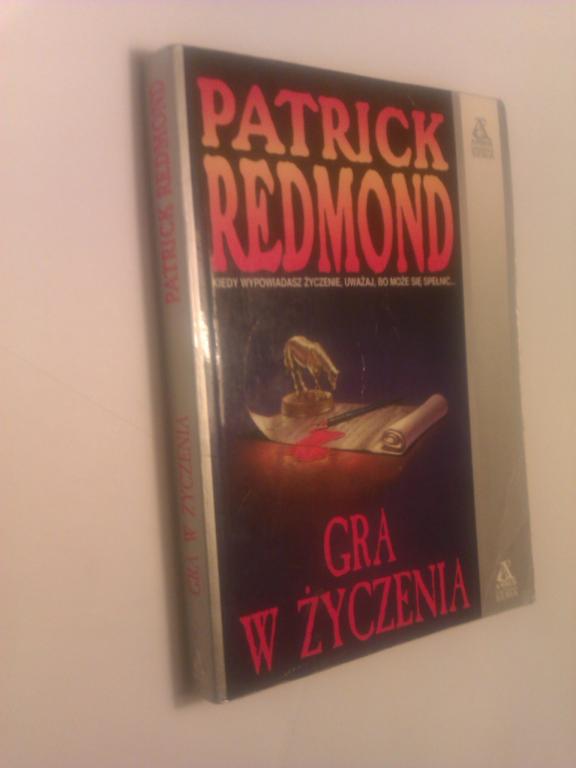 PATRICK REDMOND
GRA W ŻYCZENIA
PATRICK
REDMOND
KIEDY WYPOWIADASZ ŻYCZENIE, UWAŻAJ, BO MOŻE SIĘ SPEŁNIĆ...
GRA
W ŻYCZENIA